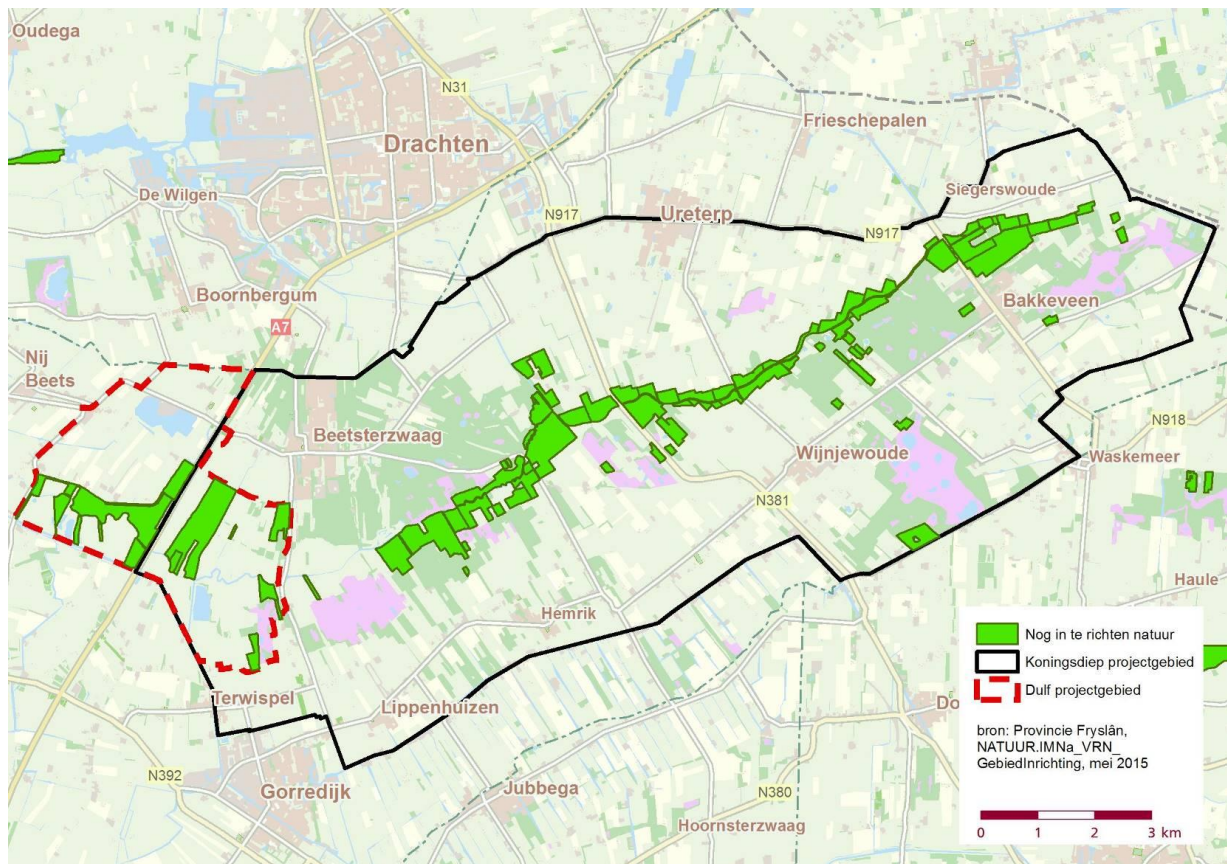 Oudega
N31
Drachten
Frieschepalen
De Wilgen
Siegerswoude
N917
Ureterp
N917
Boornbergum
Bakkeveen
A7
Nij
Beets
N918
Beetsterzwaag
Wijnjewoude
Waskemeer
N381
Haule
Hemrik
Terwispel
Lippenhuizen
Do
N392
Gorredijk
Jubbega
N380
Hoornsterzwaag
Nog in te richten natuur
Koningsdiep projectgebied
Dulf projectgebied
bron: Provincie Fryslân,
NATUUR.IMNa_VRN_
GebiedInrichting, mei 2015
0 1 2 3 km